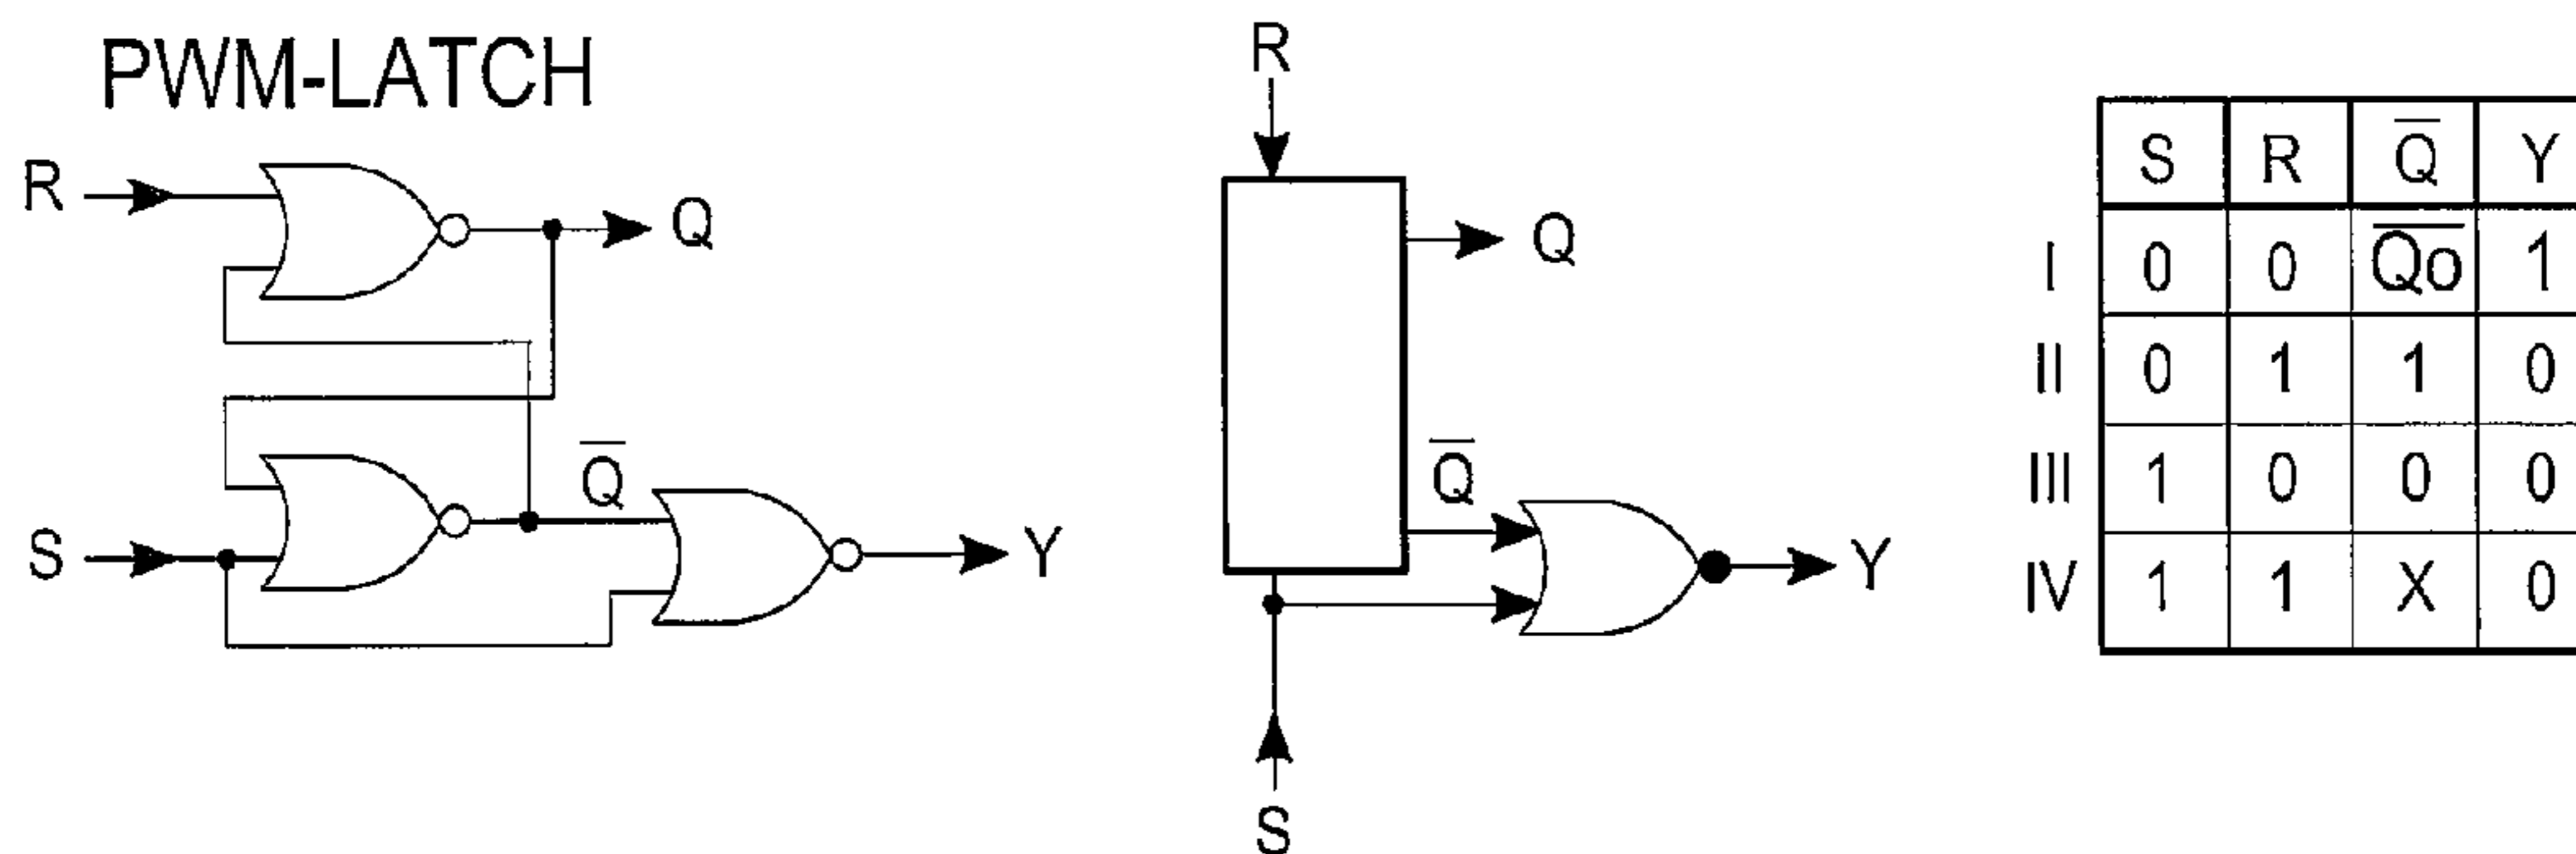 PWM-LATCH
R
Q
Q̅
S
Y
R
Q
Q̅
Y
S
S R Q̅ Y
I 0 0 Q̅o̅ 1
II 0 1 1 0
III 1 0 0 0
IV 1 1 X 0